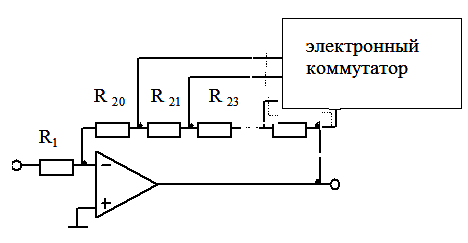 электронный
коммутатор
R 20
R 21
R 23
R1
−
+